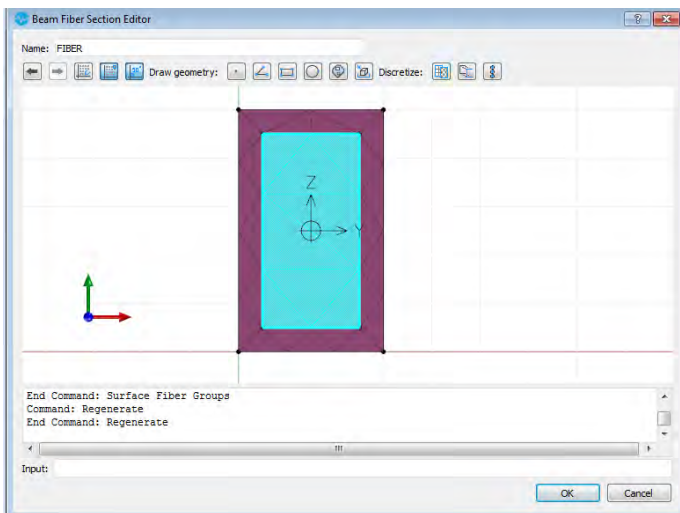 Beam Fiber Section Editor
Name: FIBER
Draw geometry: Discretize:
Z
Y
End Command: Surface Fiber Groups
Command: Regenerate
End Command: Regenerate
Input:
OK Cancel